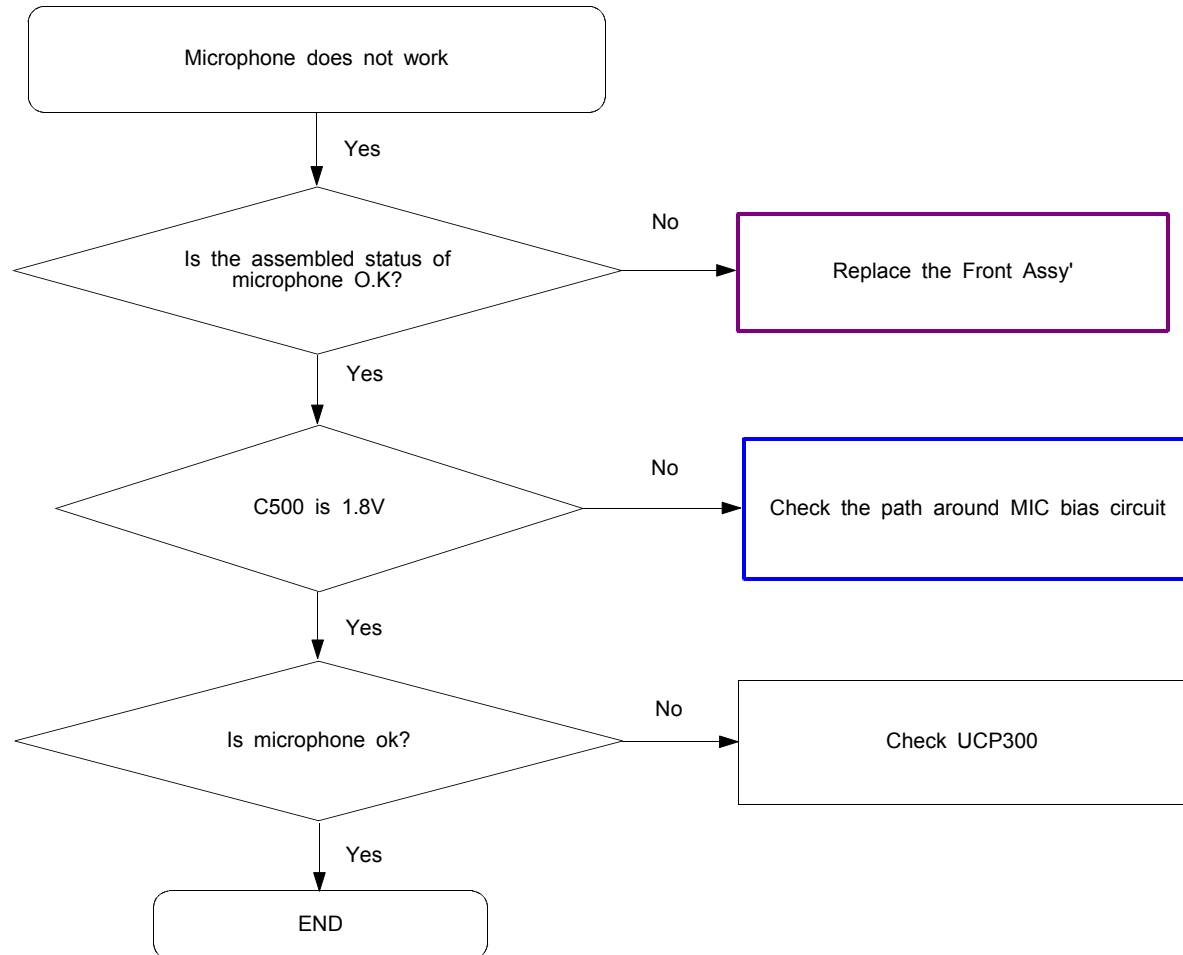 Microphone does not work
Yes
Is the assembled status of
microphone O.K?
No
Replace the Front Assy'
Yes
C500 is 1.8V
No
Check the path around MIC bias circuit
Yes
Is microphone ok?
No
Check UCP300
Yes
END